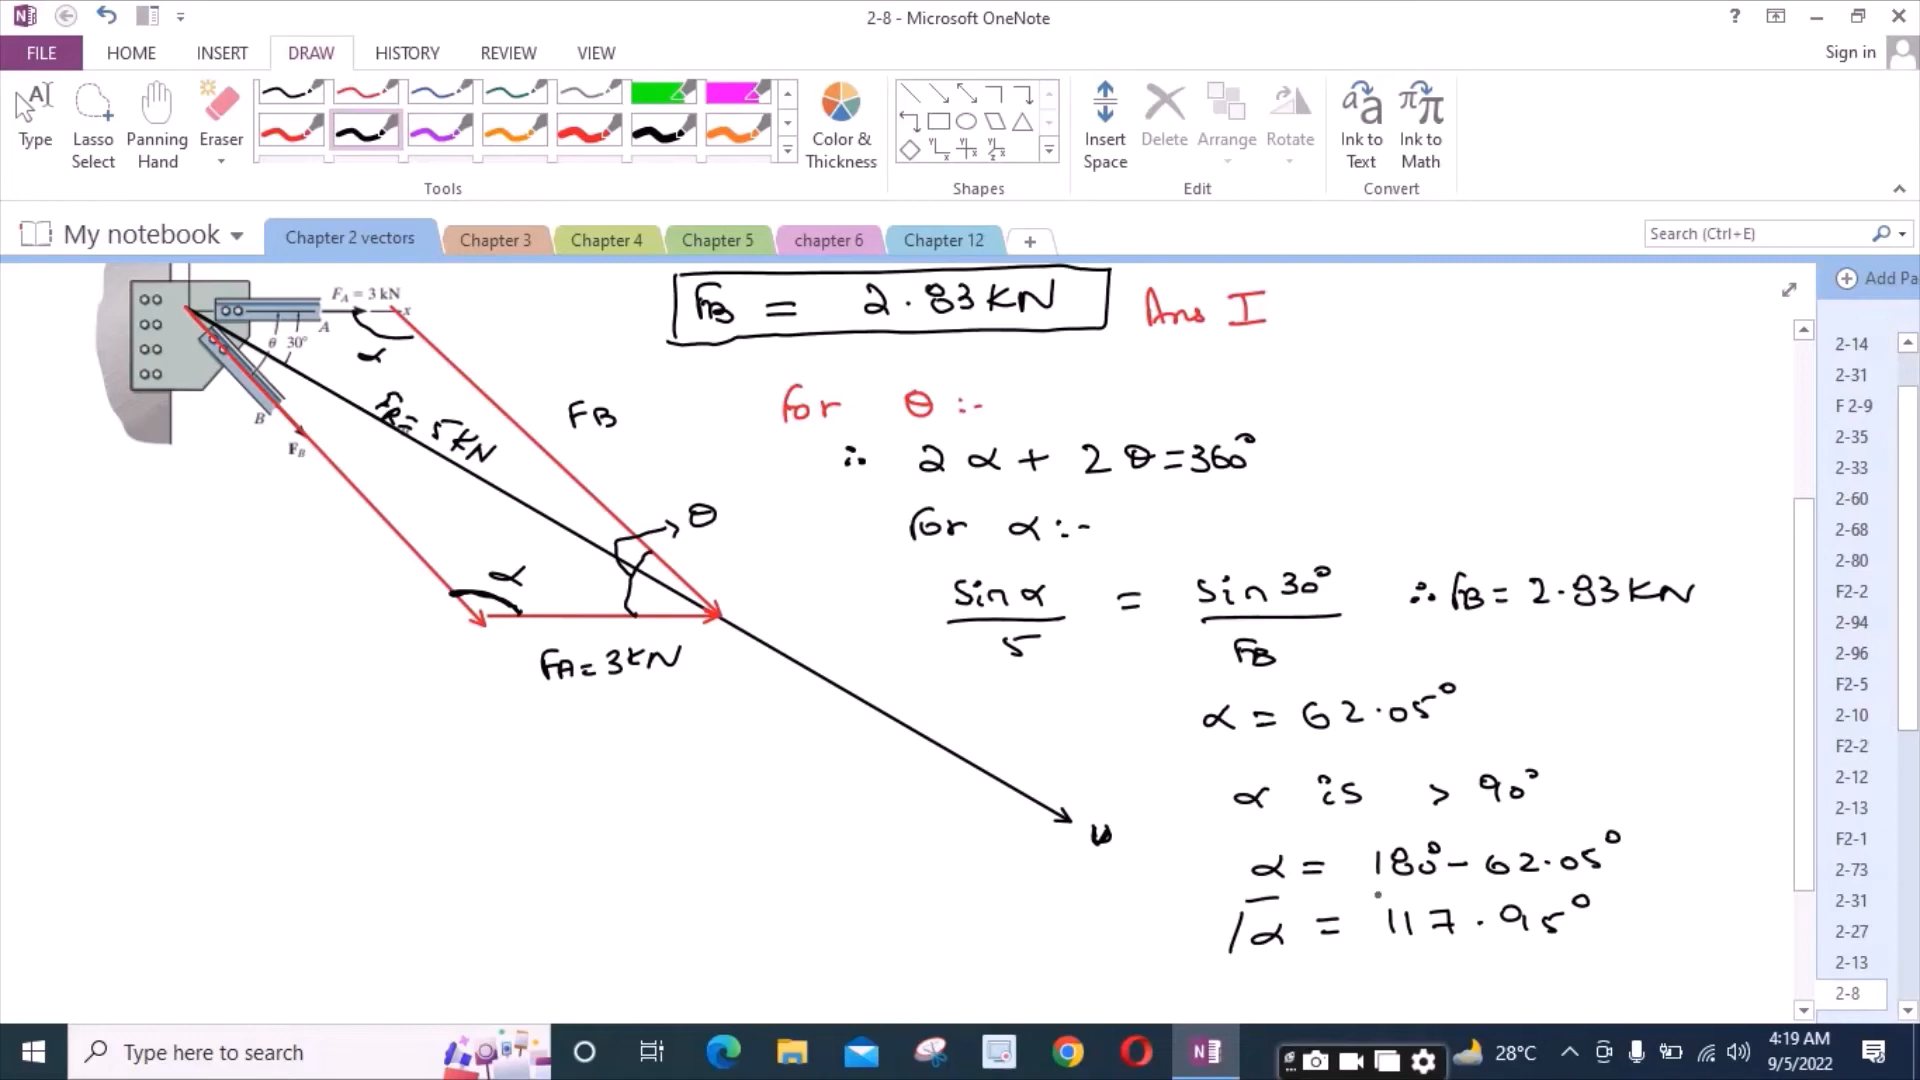 2-8 - Microsoft OneNote
?
FILE HOME INSERT DRAW HISTORY REVIEW VIEW
Sign in
Type
Lasso Select
Panning Hand
Eraser
Color & Thickness
Insert Space
Delete
Arrange
Rotate
Ink to Text
Ink to Math
Tools
Shapes
Edit
Convert
My notebook
Chapter 2 vectors
Chapter 3
Chapter 4
Chapter 5
chapter 6
Chapter 12
+
Search (Ctrl+E)
Add Pa
FA = 3 kN
x
A
θ 30°
α
B
FB
FR = 5 KN
FB
θ
α
FA = 3 KN
FB = 2.83 KN
Ans I
For θ :-
∴ 2 α + 2 θ = 360°
For α :-
sin α / 5 = sin 30° / FB ∴ FB = 2.83 KN
α = 62.05°
α is > 90°
α = 180° - 62.05°
α = 117.95°
2-14
2-31
F 2-9
2-35
2-33
2-60
2-68
2-80
F2-2
2-94
2-96
F2-5
2-10
F2-2
2-12
2-13
F2-1
2-73
2-31
2-27
2-13
2-8
Type here to search
28°C
4:19 AM
9/5/2022